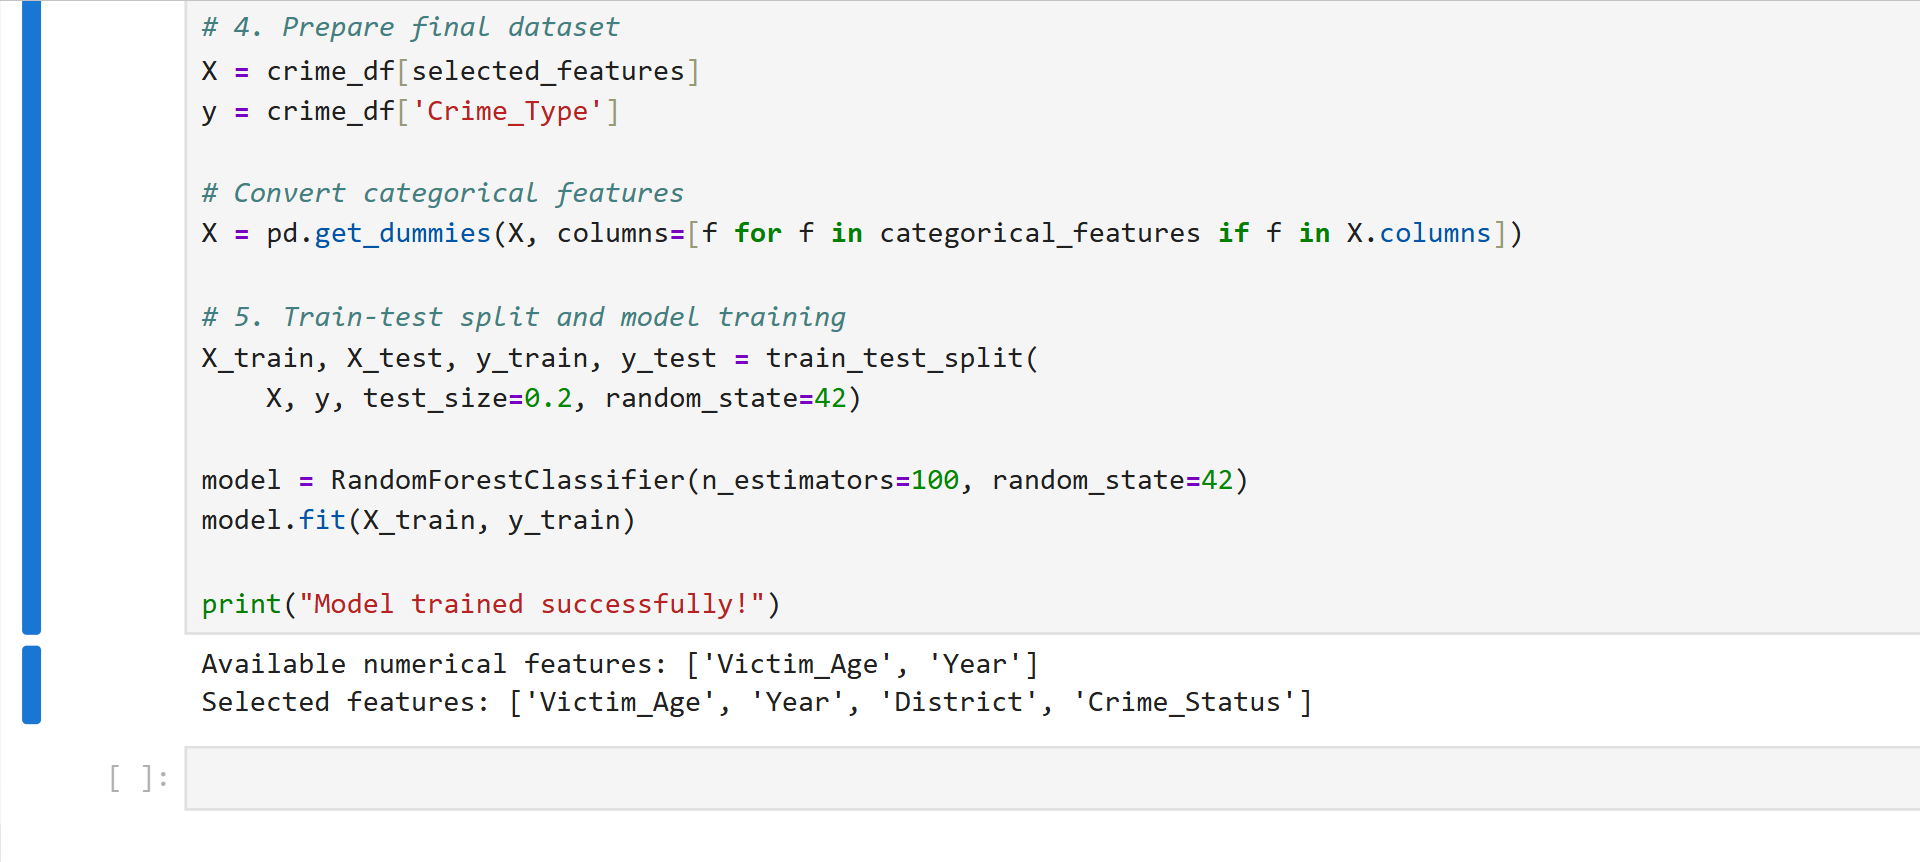 # 4. Prepare final dataset
X = crime_df[selected_features]
y = crime_df['Crime_Type']
# Convert categorical features
X = pd.get_dummies(X, columns=[f for f in categorical_features if f in X.columns])
# 5. Train-test split and model training
X_train, X_test, y_train, y_test = train_test_split(
    X, y, test_size=0.2, random_state=42)
model = RandomForestClassifier(n_estimators=100, random_state=42)
model.fit(X_train, y_train)
print("Model trained successfully!")
Available numerical features: ['Victim_Age', 'Year']
Selected features: ['Victim_Age', 'Year', 'District', 'Crime_Status']
[ ]: